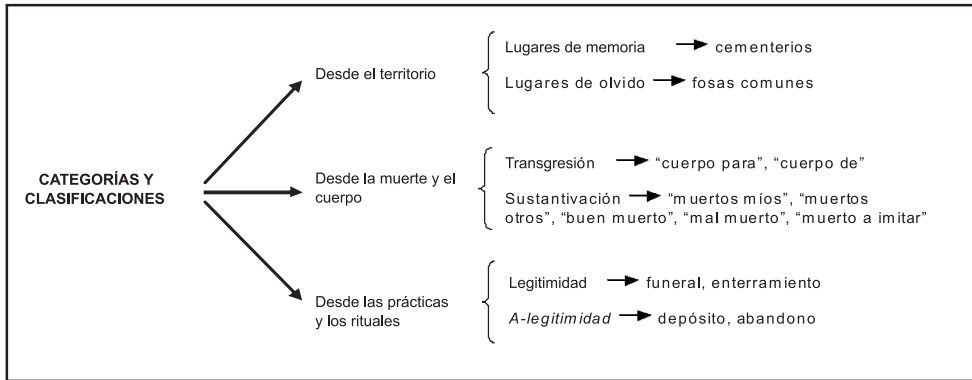 Lugares de memoria → cementerios
Desde el territorio
Lugares de olvido → fosas comunes
CATEGORÍAS Y
CLASIFICACIONES
Desde la muerte y el
cuerpo
Transgresión → “cuerpo para”, “cuerpo de”
Sustantivación → “muertos míos”, “muertos
otros”, “buen muerto”, “mal muerto”, “muerto a imitar”
Desde las prácticas
y los rituales
Legitimidad → funeral, enterramiento
A-legitimidad → depósito, abandono